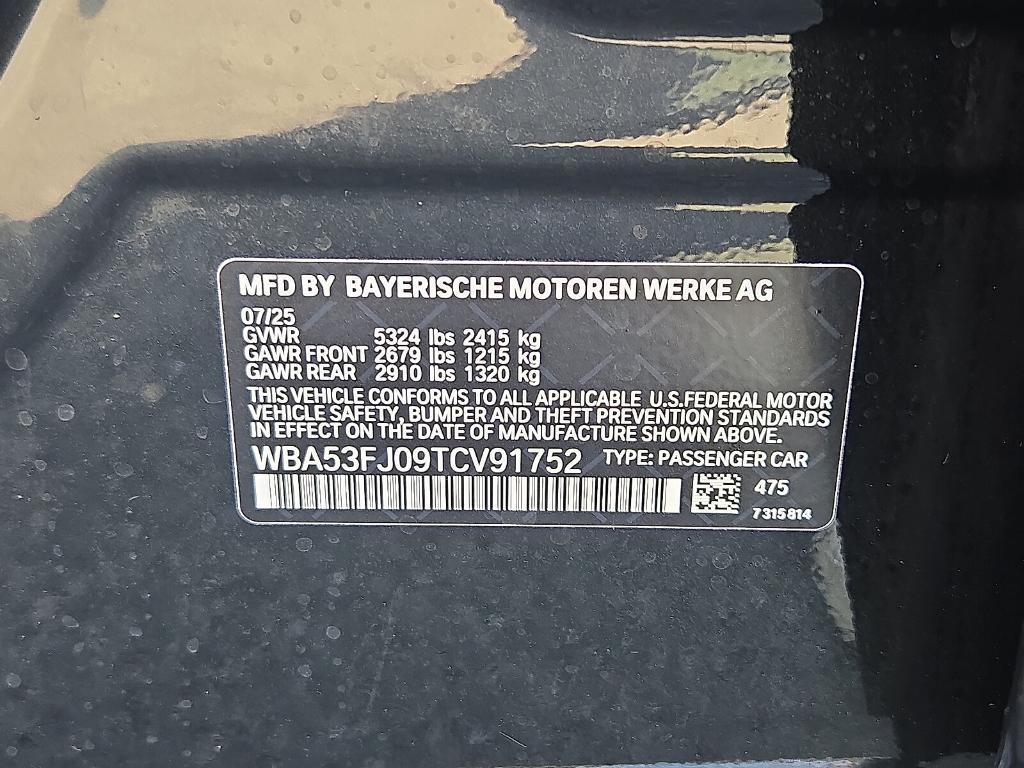 MFD BY BAYERISCHE MOTOREN WERKE AG
07/25
GVWR 5324 lbs 2415 kg
GAWR FRONT 2679 lbs 1215 kg
GAWR REAR 2910 lbs 1320 kg
THIS VEHICLE CONFORMS TO ALL APPLICABLE U.S.FEDERAL MOTOR
VEHICLE SAFETY, BUMPER AND THEFT PREVENTION STANDARDS
IN EFFECT ON THE DATE OF MANUFACTURE SHOWN ABOVE.
WBA53FJ09TCV91752 TYPE: PASSENGER CAR
475
7315814